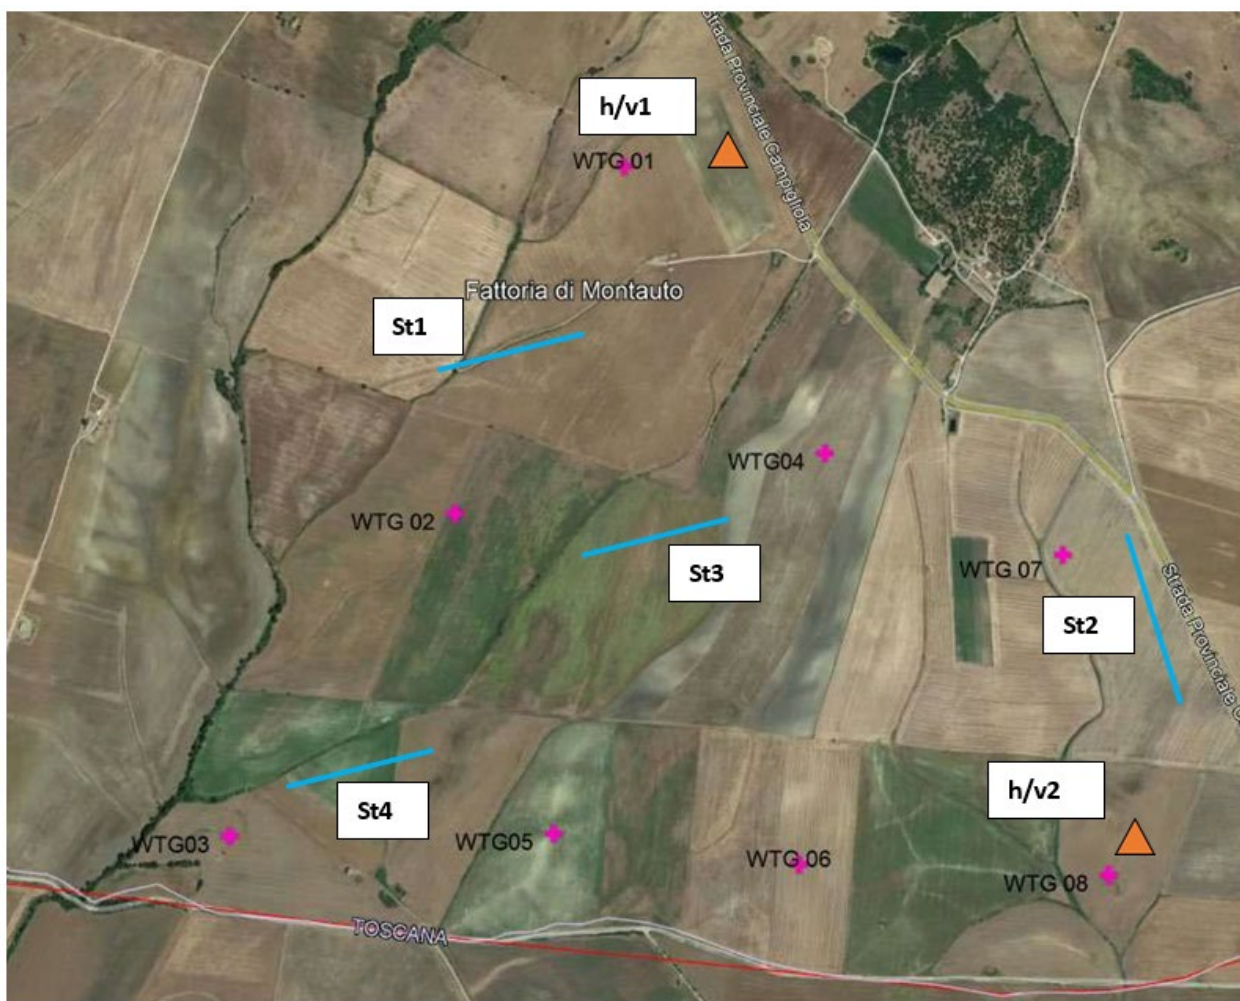 Strada Provinciale Campigliola
h/v1
WTG 01
Fattoria di Montauto
St1
WTG04
WTG 02
St3
WTG 07
Strada Provinciale C
St2
h/v2
St4
WTG03
WTG05
WTG 06
WTG 08
TOSCANA